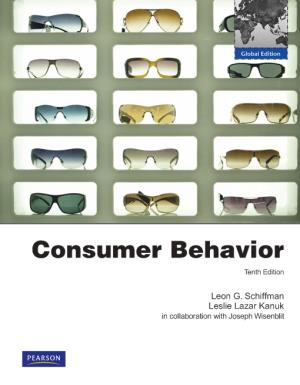 Global Edition
Consumer Behavior
Tenth Edition
Leon G. Schiffman
Leslie Lazar Kanuk
in collaboration with Joseph Wisenblit
PEARSON